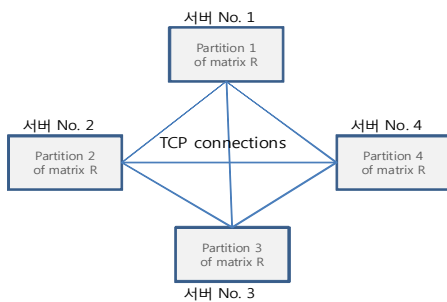 서버 No. 1
Partition 1
of matrix R
서버 No. 2
Partition 2
of matrix R
TCP connections
서버 No. 4
Partition 4
of matrix R
Partition 3
of matrix R
서버 No. 3